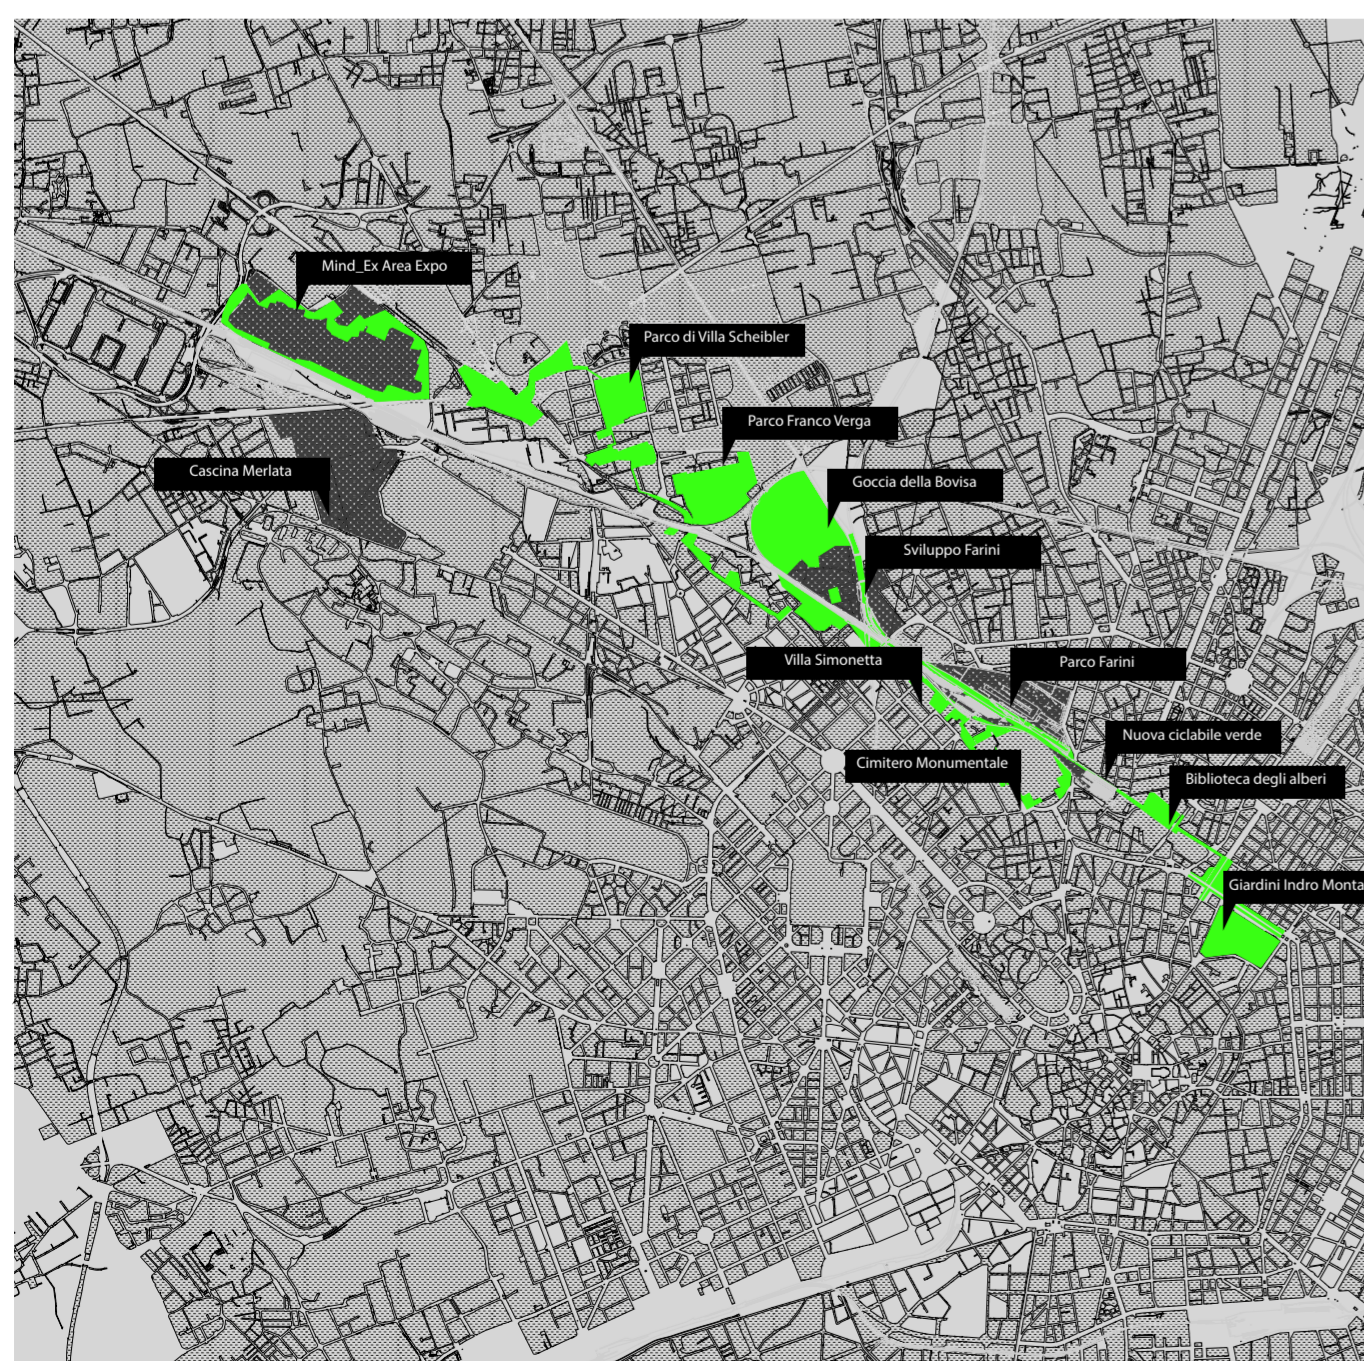 Mind_Ex Area Expo
Parco di Villa Scheibler
Parco Franco Verga
Cascina Merlata
Goccia della Bovisa
Sviluppo Farini
Villa Simonetta
Parco Farini
Nuova ciclabile verde
Cimitero Monumentale
Biblioteca degli alberi
Giardini Indro Monta